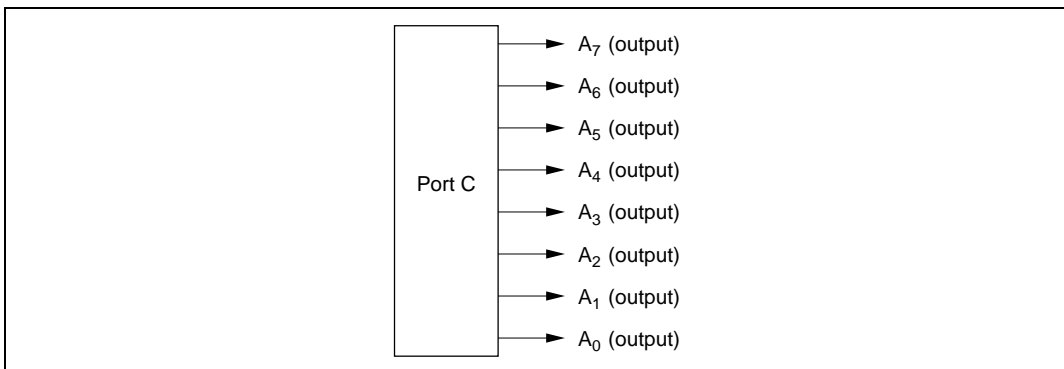 A₇ (output)
A₆ (output)
A₅ (output)
A₄ (output)
Port C
A₃ (output)
A₂ (output)
A₁ (output)
A₀ (output)